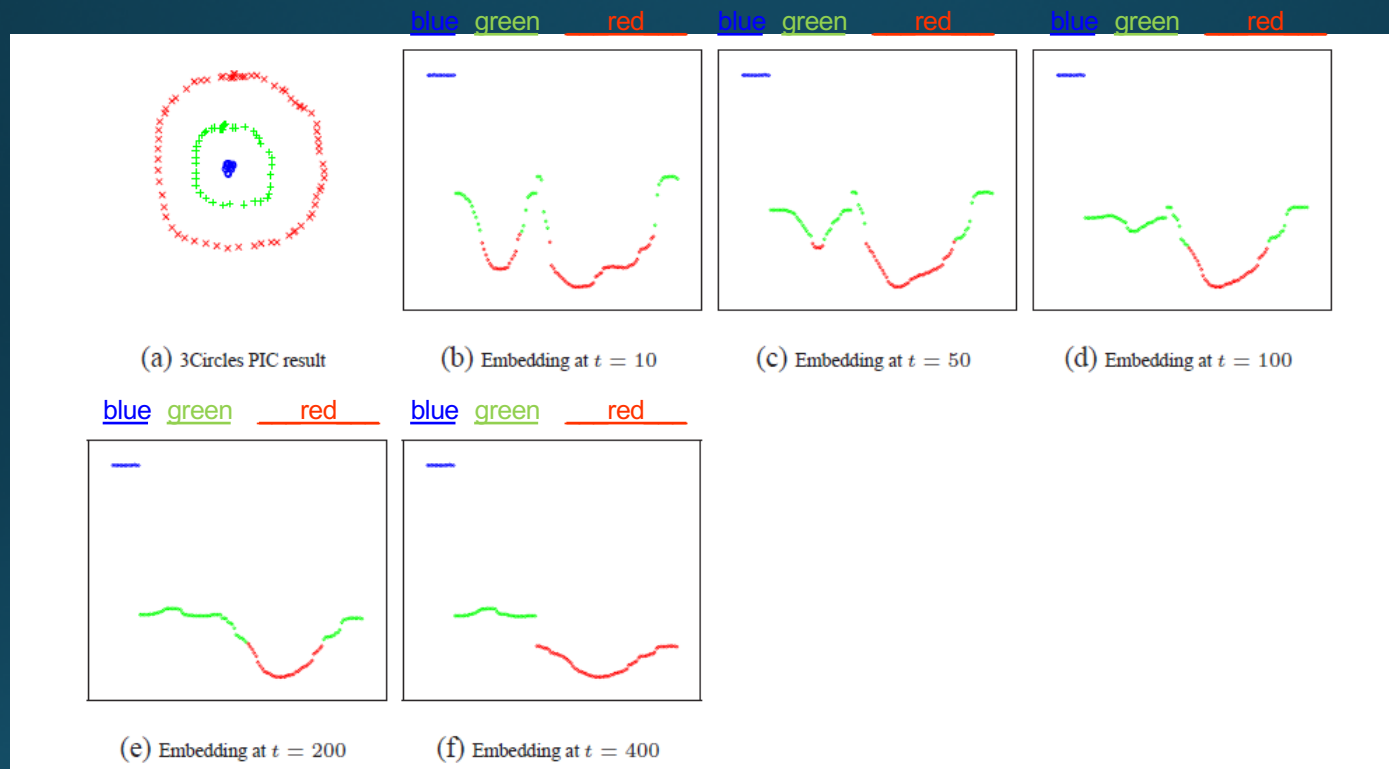 blue green red
blue green red
blue green red
(a) 3Circles PIC result
(b) Embedding at t = 10
(c) Embedding at t = 50
(d) Embedding at t = 100
blue green red
blue green red
(e) Embedding at t = 200
(f) Embedding at t = 400